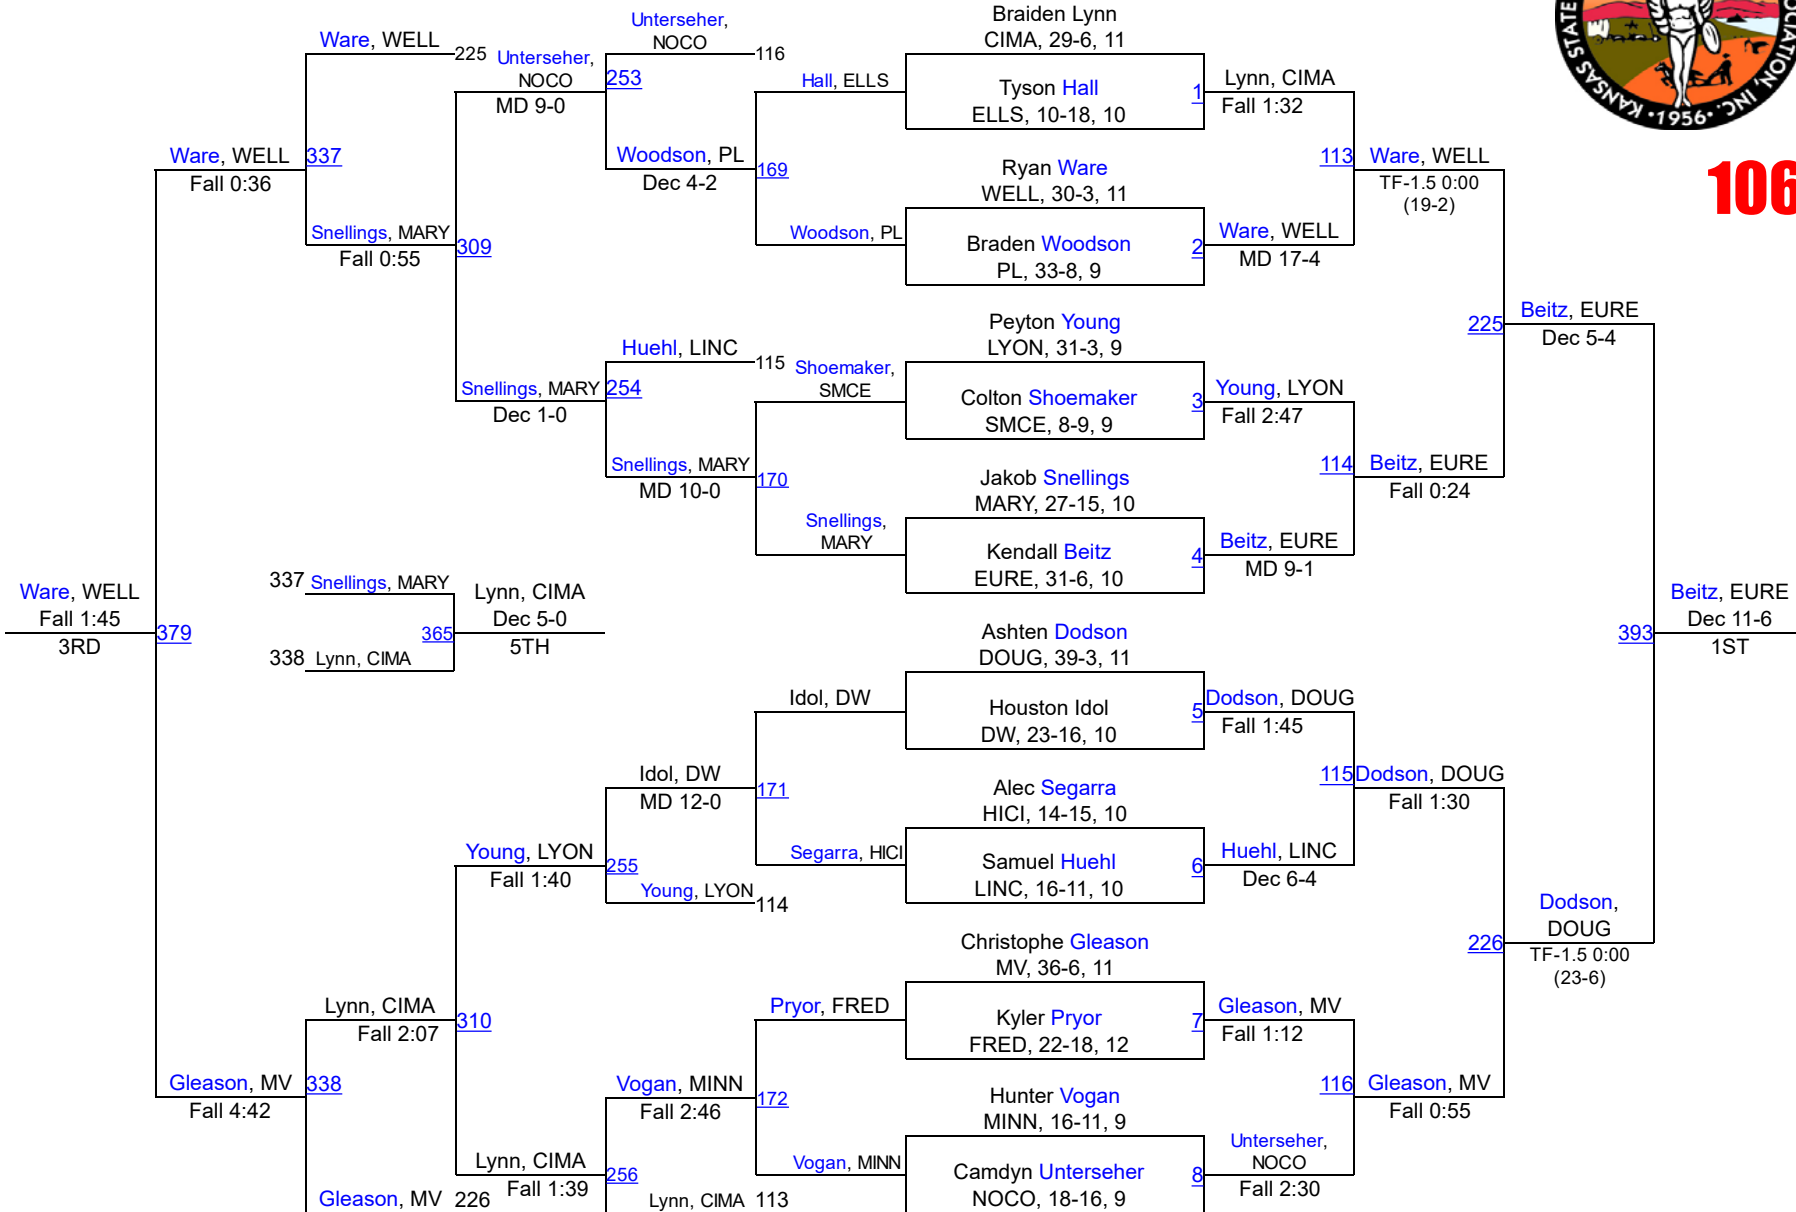 Braiden Lynn
CIMA, 29-6, 11
Tyson Hall
ELLS, 10-18, 10
Ryan Ware
WELL, 30-3, 11
Braden Woodson
PL, 33-8, 9
Peyton Young
LYON, 31-3, 9
Colton Shoemaker
SMCE, 8-9, 9
Jakob Snellings
MARY, 27-15, 10
Kendall Beitz
EURE, 31-6, 10
Ashten Dodson
DOUG, 39-3, 11
Houston Idol
DW, 23-16, 10
Alec Segarra
HICI, 14-15, 10
Samuel Huehl
LINC, 16-11, 10
Christophe Gleason
MV, 36-6, 11
Kyler Pryor
FRED, 22-18, 12
Hunter Vogan
MINN, 16-11, 9
Camdyn Unterseher
NOCO, 18-16, 9
1
Lynn, CIMA
Fall 1:32
2
Ware, WELL
MD 17-4
3
Young, LYON
Fall 2:47
4
Beitz, EURE
MD 9-1
5
Dodson, DOUG
Fall 1:45
6
Huehl, LINC
Dec 6-4
7
Gleason, MV
Fall 1:12
8
Unterseher,
NOCO
Fall 2:30
113
Ware, WELL
TF-1.5 0:00
(19-2)
114
Beitz, EURE
Fall 0:24
115
Dodson, DOUG
Fall 1:30
116
Gleason, MV
Fall 0:55
225
Beitz, EURE
Dec 5-4
226
Dodson,
DOUG
TF-1.5 0:00
(23-6)
393
Beitz, EURE
Dec 11-6
1ST
KANSAS STATE
INC.
•1956•
106
Hall, ELLS
Woodson, PL
169
Shoemaker,
SMCE
Snellings,
MARY
170
Idol, DW
Segarra, HICI
171
Pryor, FRED
Vogan, MINN
172
Unterseher,
NOCO
116
253
Woodson, PL
Dec 4-2
Huehl, LINC
115
254
Snellings, MARY
MD 10-0
Idol, DW
MD 12-0
255
Young, LYON
114
Vogan, MINN
Fall 2:46
256
Lynn, CIMA 113
Unterseher,
NOCO
MD 9-0
309
Snellings, MARY
Dec 1-0
Young, LYON
Fall 1:40
310
Lynn, CIMA
Fall 1:39
Ware, WELL
225
337
Snellings, MARY
Fall 0:55
Lynn, CIMA
Fall 2:07
338
Gleason, MV 226
Ware, WELL
Fall 0:36
379
Gleason, MV
Fall 4:42
Ware, WELL
Fall 1:45
3RD
337 Snellings, MARY
338 Lynn, CIMA
365
Lynn, CIMA
Dec 5-0
5TH